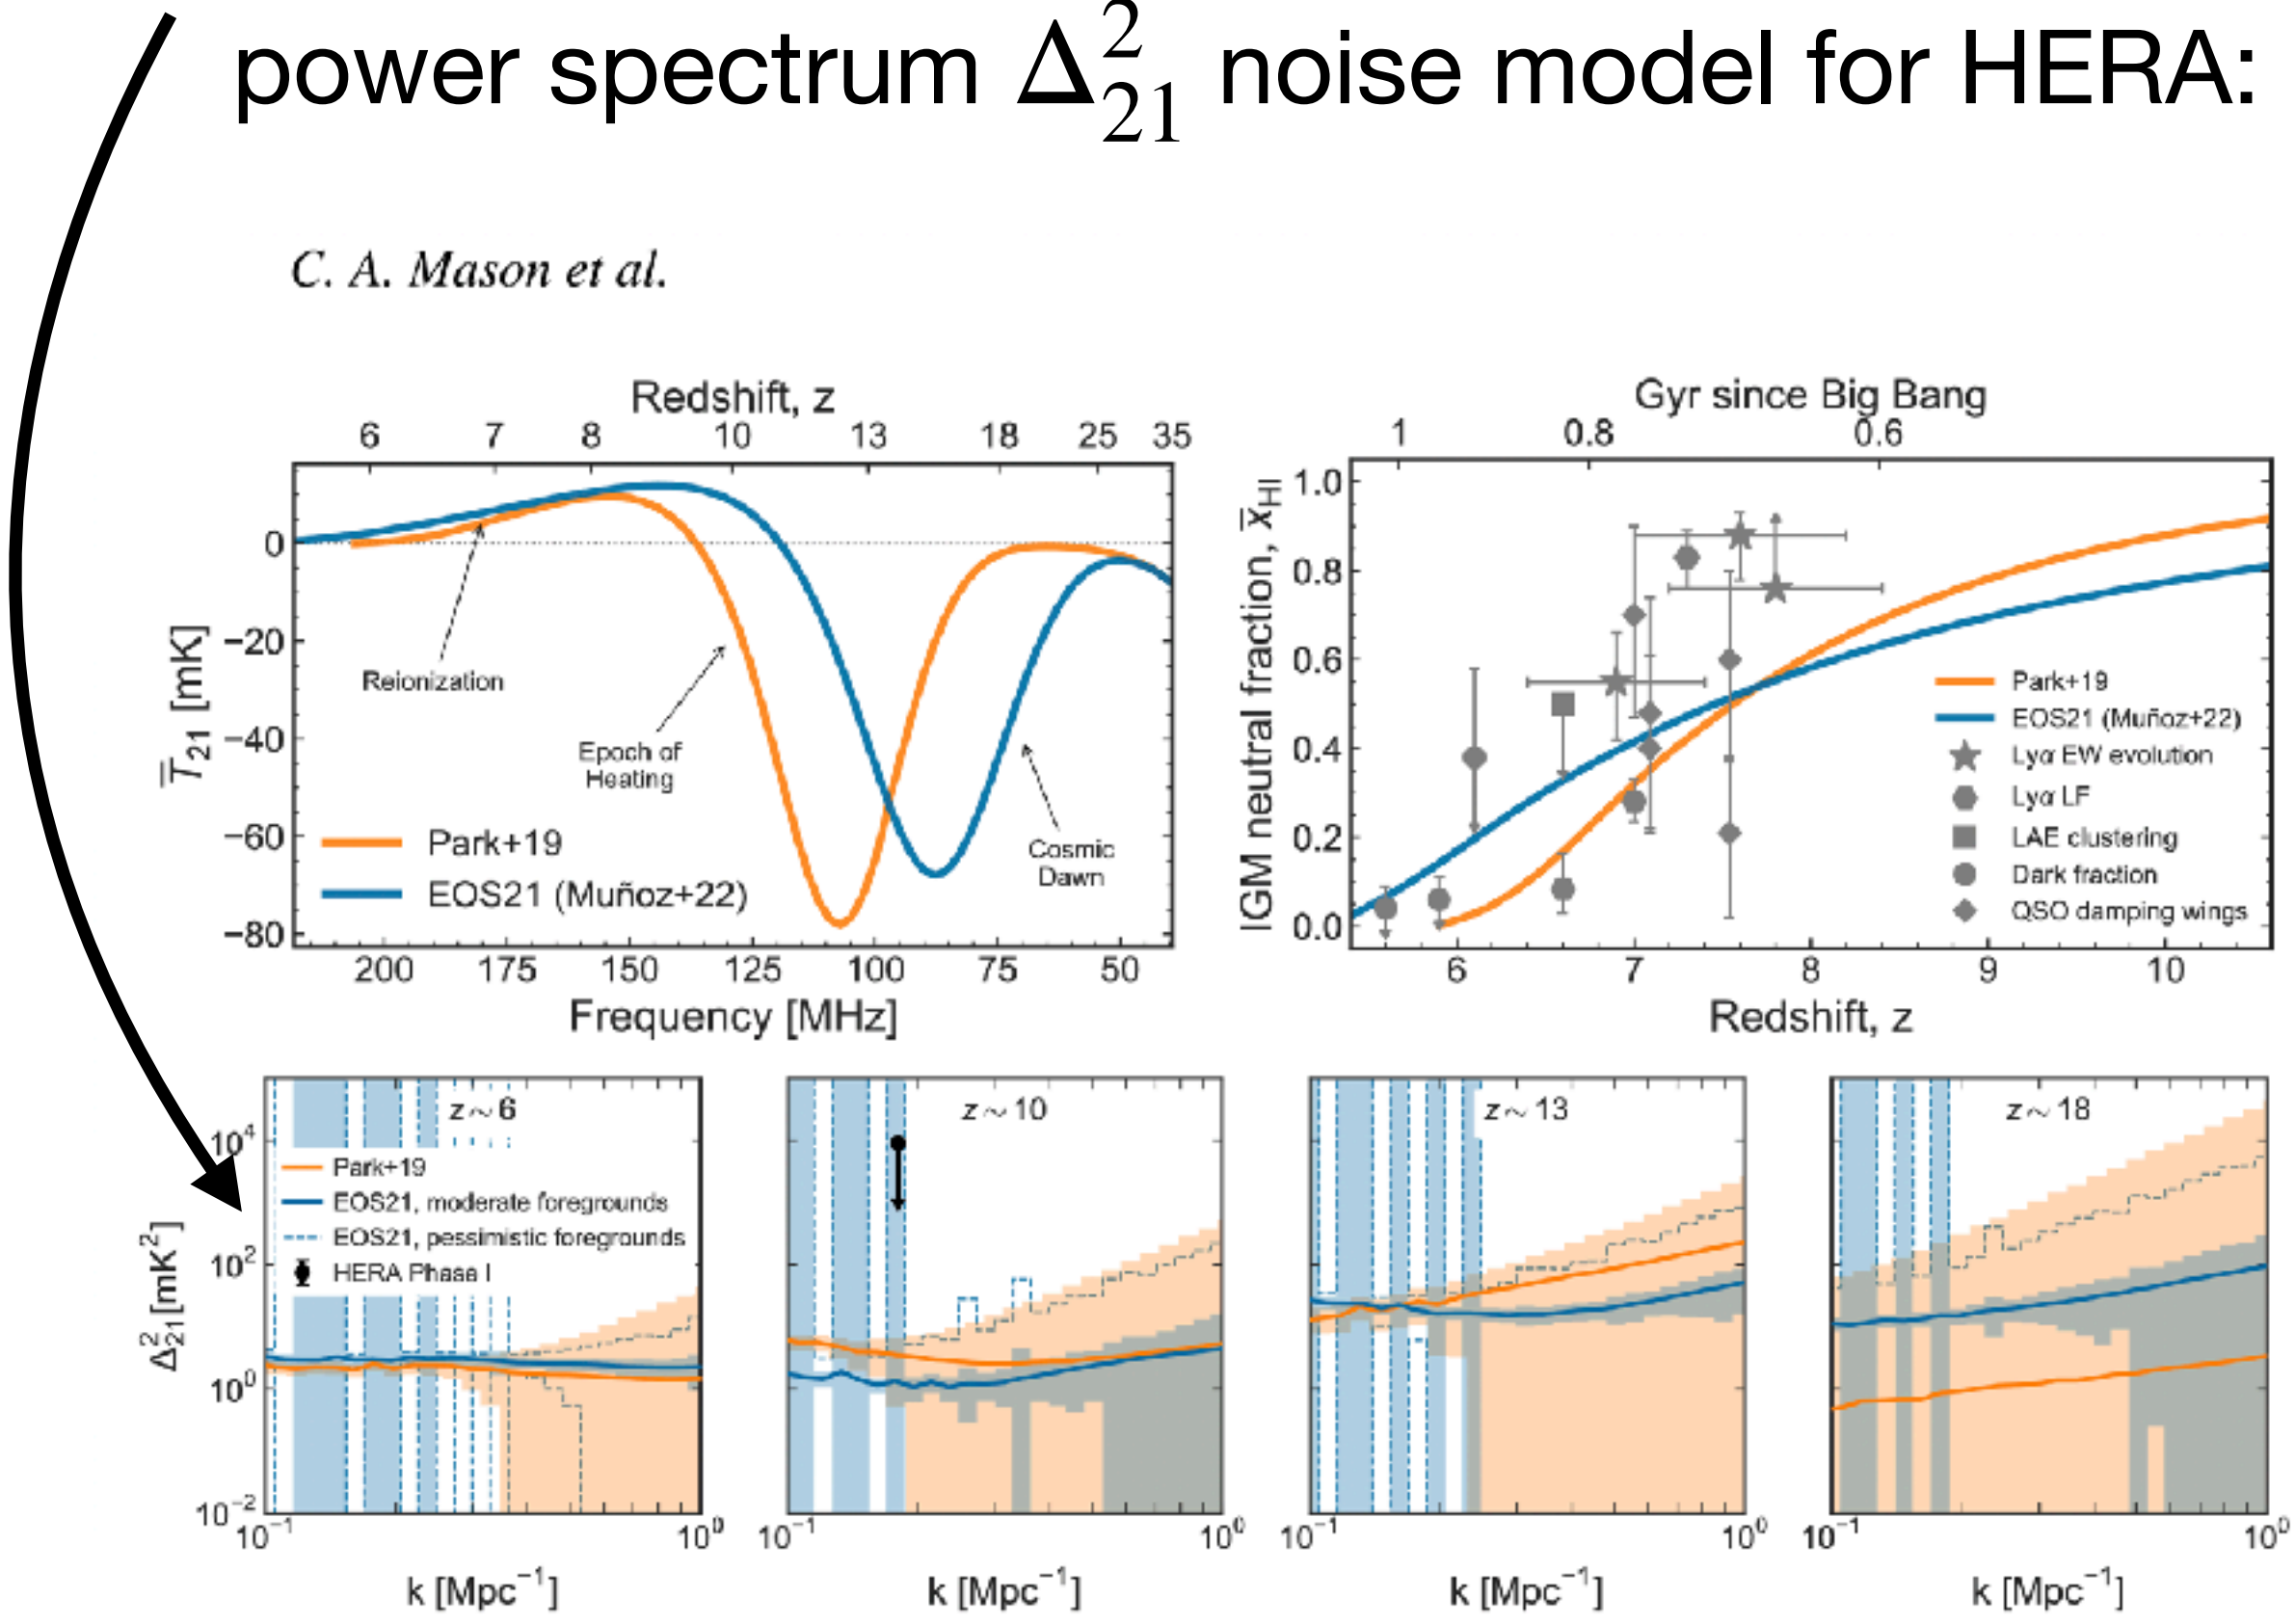 power spectrum Δ²₂₁ noise model for HERA:
C. A. Mason et al.
Redshift, z
6 7 8 10 13 18 25 35
0
−20
−40
−60
−80
T̅₂₁ [mK]
Reionization
Epoch of
Heating
Cosmic
Dawn
Park+19
EOS21 (Muñoz+22)
200 175 150 125 100 75 50
Frequency [MHz]
Gyr since Big Bang
1 0.8 0.6
1.0
0.8
0.6
0.4
0.2
0.0
IGM neutral fraction, x̅HI
Park+19
EOS21 (Muñoz+22)
Lyα EW evolution
Lyα LF
LAE clustering
Dark fraction
QSO damping wings
6 7 8 9 10
Redshift, z
z ~ 6
z ~ 10
z ~ 13
z ~ 18
10⁴
10²
10⁰
10⁻²
Δ²₂₁[mK²]
Park+19
EOS21, moderate foregrounds
EOS21, pessimistic foregrounds
HERA Phase I
10⁻¹ 10⁰
10⁻¹ 10⁰
10⁻¹ 10⁰
10⁻¹ 10⁰
k [Mpc⁻¹]
k [Mpc⁻¹]
k [Mpc⁻¹]
k [Mpc⁻¹]